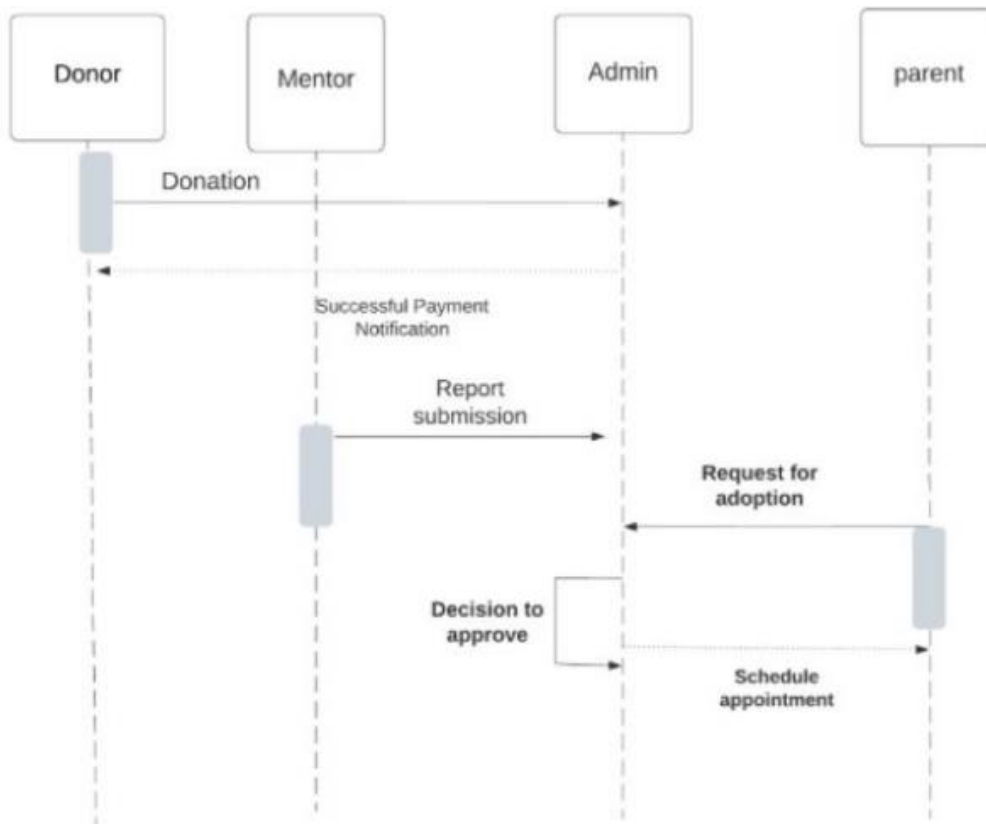 Donor
Mentor
Admin
parent
Donation
Successful Payment
Notification
Report
submission
Request for
adoption
Decision to
approve
Schedule
appointment